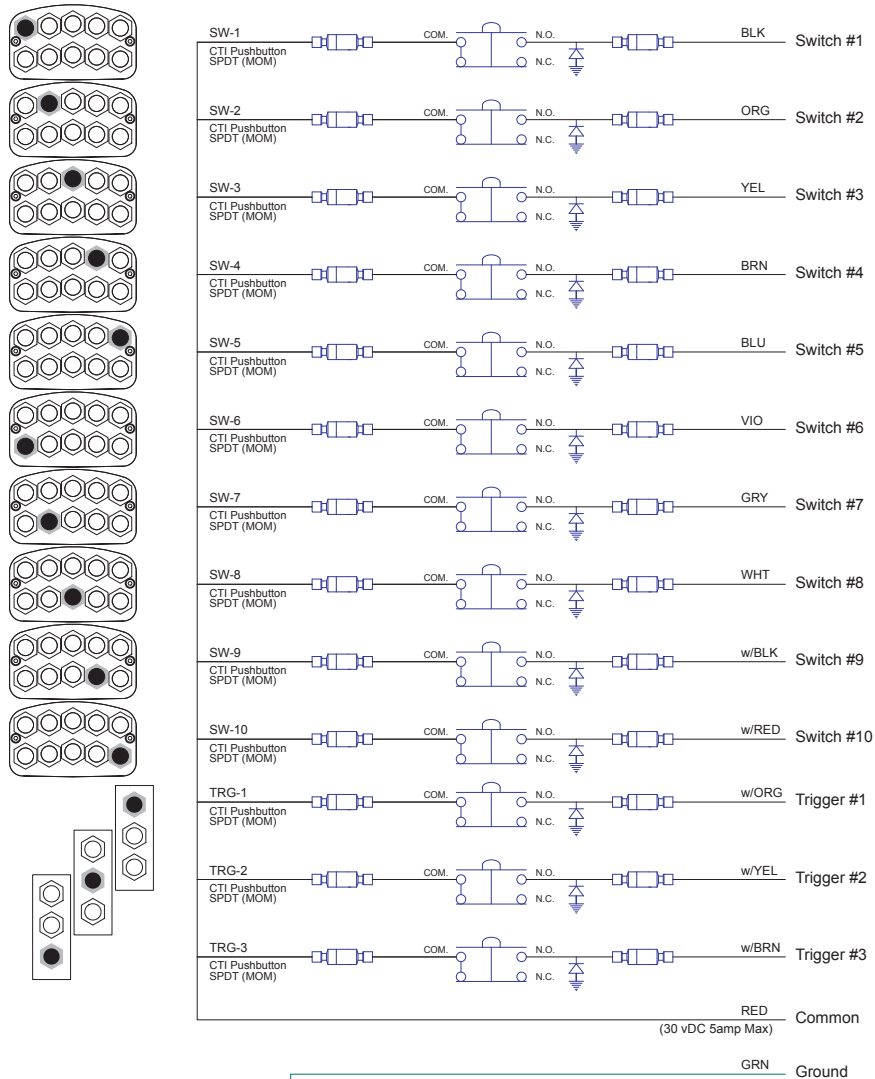 SW-1 COM. N.O. BLK Switch #1
CTI Pushbutton N.C.
SPDT (MOM)
SW-2 COM. N.O. ORG Switch #2
CTI Pushbutton N.C.
SPDT (MOM)
SW-3 COM. N.O. YEL Switch #3
CTI Pushbutton N.C.
SPDT (MOM)
SW-4 COM. N.O. BRN Switch #4
CTI Pushbutton N.C.
SPDT (MOM)
SW-5 COM. N.O. BLU Switch #5
CTI Pushbutton N.C.
SPDT (MOM)
SW-6 COM. N.O. VIO Switch #6
CTI Pushbutton N.C.
SPDT (MOM)
SW-7 COM. N.O. GRY Switch #7
CTI Pushbutton N.C.
SPDT (MOM)
SW-8 COM. N.O. WHT Switch #8
CTI Pushbutton N.C.
SPDT (MOM)
SW-9 COM. N.O. w/BLK Switch #9
CTI Pushbutton N.C.
SPDT (MOM)
SW-10 COM. N.O. w/RED Switch #10
CTI Pushbutton N.C.
SPDT (MOM)
TRG-1 COM. N.O. w/ORG Trigger #1
CTI Pushbutton N.C.
SPDT (MOM)
TRG-2 COM. N.O. w/YEL Trigger #2
CTI Pushbutton N.C.
SPDT (MOM)
TRG-3 COM. N.O. w/BRN Trigger #3
CTI Pushbutton N.C.
SPDT (MOM)
RED Common
(30 vDC 5amp Max)
GRN Ground